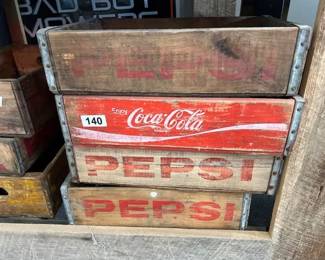 BAD BOY
MOWERS
PEPSI
140
Enjoy
Coca-Cola
PEPSI
PEPSI